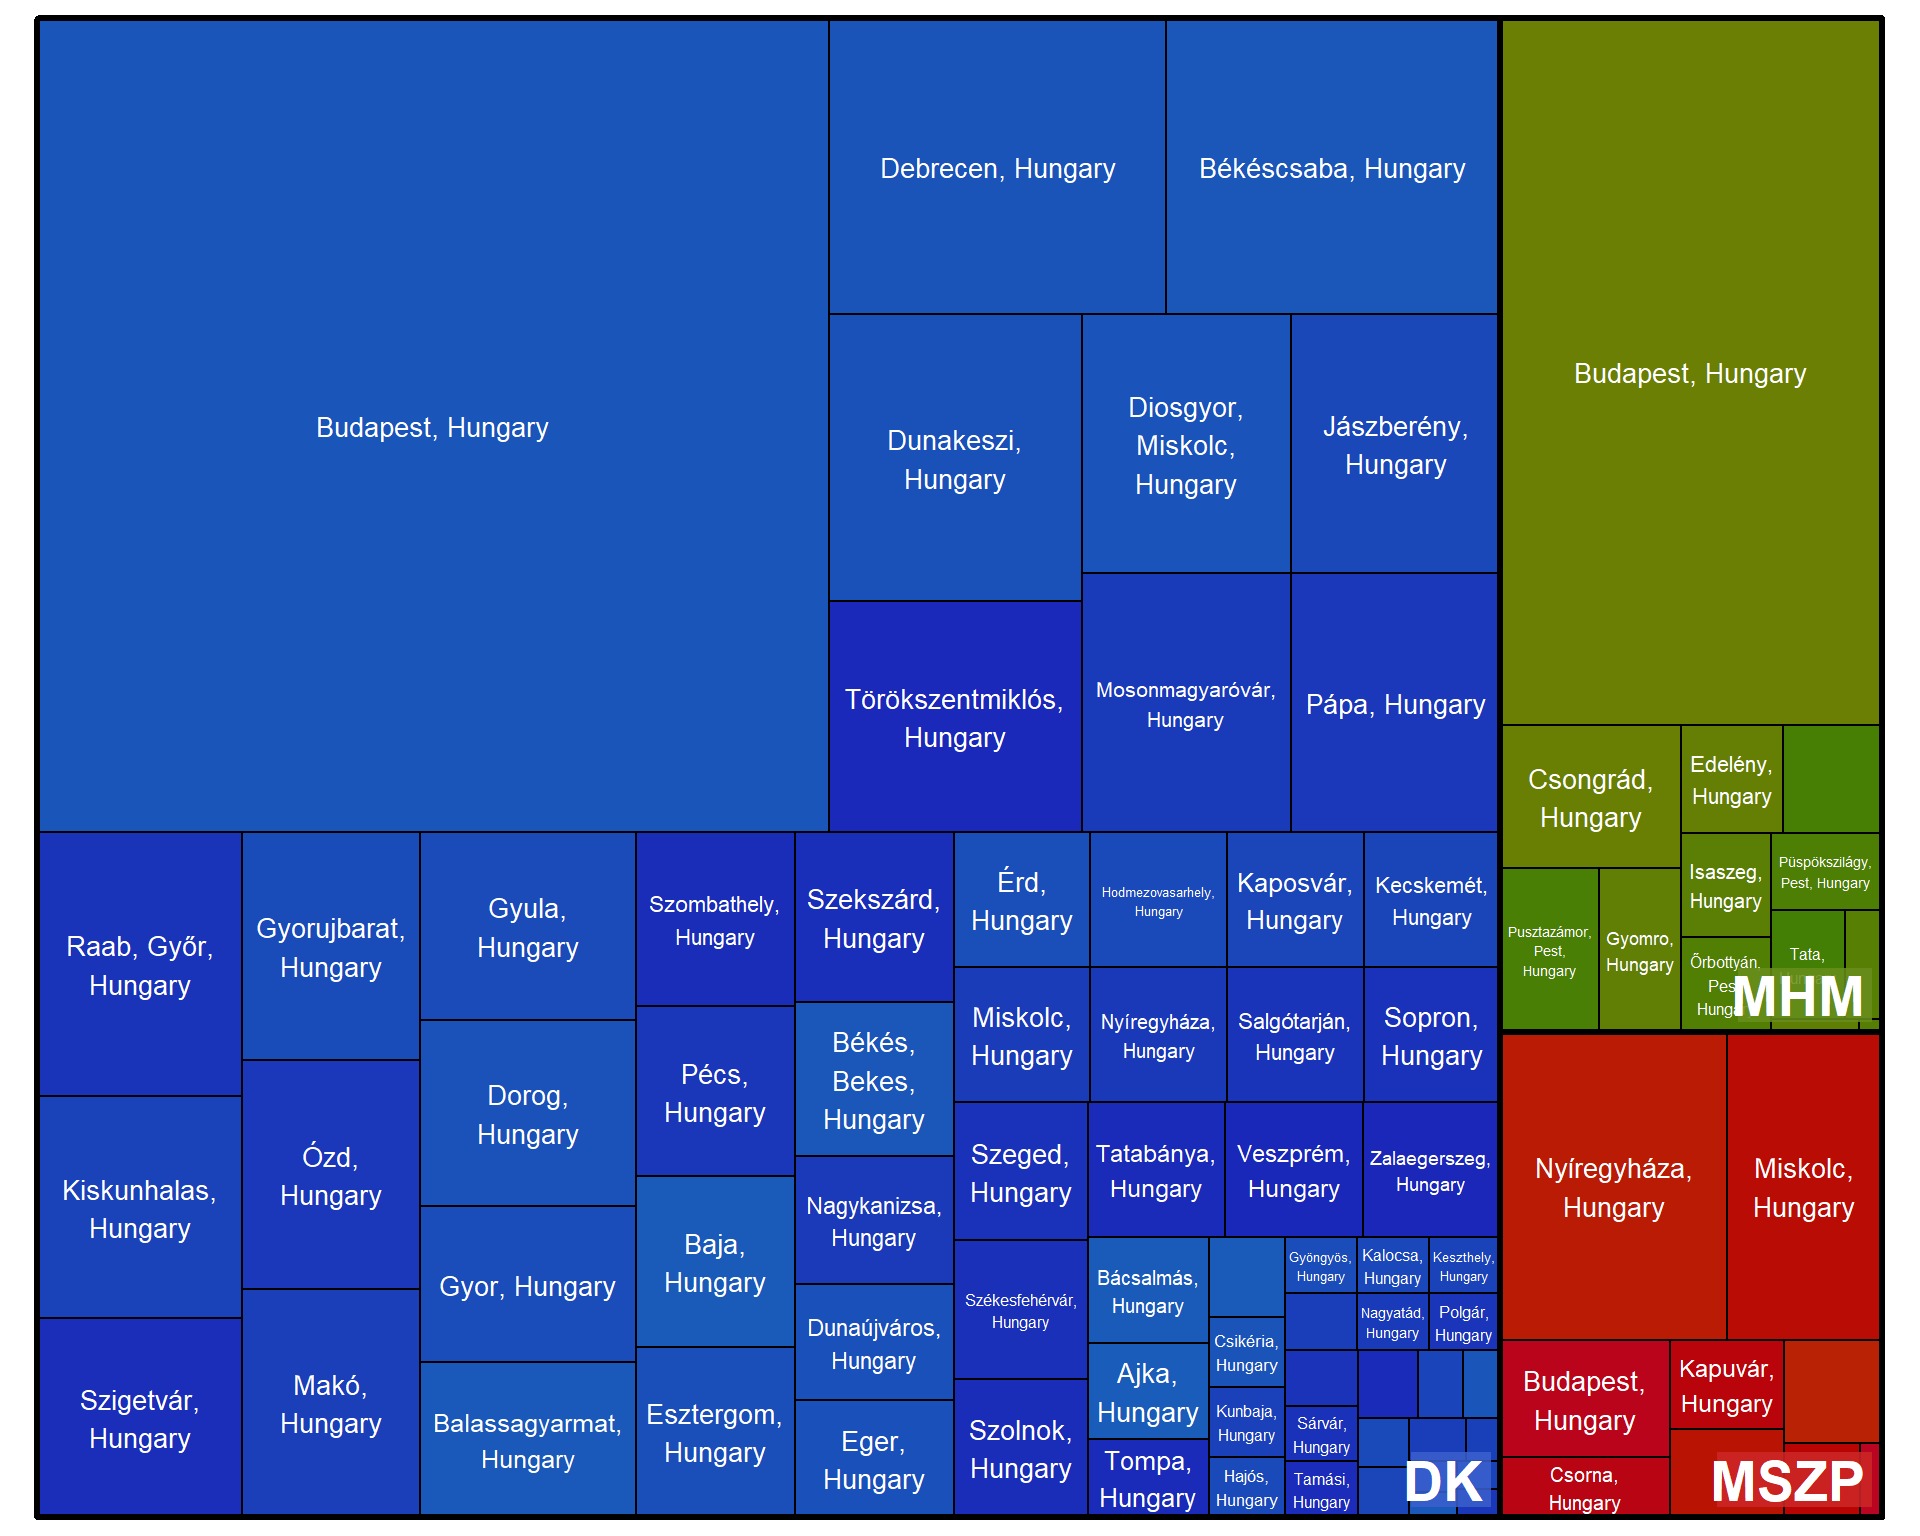 Budapest, Hungary
Debrecen, Hungary
Békéscsaba, Hungary
Dunakeszi,
Hungary
Diosgyor,
Miskolc,
Hungary
Jászberény,
Hungary
Törökszentmiklós,
Hungary
Mosonmagyaróvár,
Hungary
Pápa, Hungary
Raab, Győr,
Hungary
Kiskunhalas,
Hungary
Szigetvár,
Hungary
Gyorujbarat,
Hungary
Ózd,
Hungary
Makó,
Hungary
Gyula,
Hungary
Dorog,
Hungary
Gyor, Hungary
Balassagyarmat,
Hungary
Szombathely,
Hungary
Pécs,
Hungary
Baja,
Hungary
Esztergom,
Hungary
Szekszárd,
Hungary
Békés,
Bekes,
Hungary
Nagykanizsa,
Hungary
Dunaújváros,
Hungary
Eger,
Hungary
Érd,
Hungary
Hodmezovasarhely,
Hungary
Kaposvár,
Hungary
Kecskemét,
Hungary
Miskolc,
Hungary
Nyíregyháza,
Hungary
Salgótarján,
Hungary
Sopron,
Hungary
Szeged,
Hungary
Tatabánya,
Hungary
Veszprém,
Hungary
Zalaegerszeg,
Hungary
Székesfehérvár,
Hungary
Szolnok,
Hungary
Bácsalmás,
Hungary
Ajka,
Hungary
Tompa,
Hungary
Csikéria,
Hungary
Kunbaja,
Hungary
Hajós,
Hungary
Gyöngyös,
Hungary
Kalocsa,
Hungary
Keszthely,
Hungary
Nagyatád,
Hungary
Polgár,
Hungary
Sárvár,
Hungary
Tamási,
Hungary
DK
Budapest, Hungary
Csongrád,
Hungary
Edelény,
Hungary
Pusztazámor,
Pest,
Hungary
Gyomro,
Hungary
Isaszeg,
Hungary
Püspökszilágy,
Pest, Hungary
Őrbottyán,
Tata,
MHM
Nyíregyháza,
Hungary
Miskolc,
Hungary
Budapest,
Hungary
Kapuvár,
Hungary
Csorna,
Hungary
MSZP